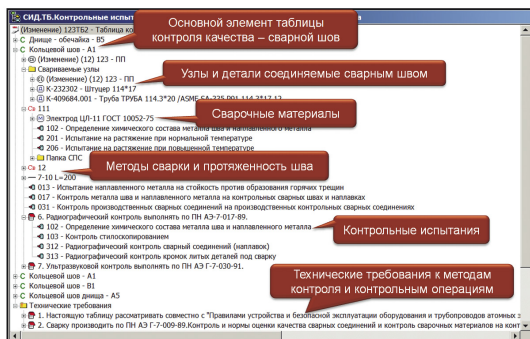 СИД.ТБ.Контрольные испыт
Основной элемент таблицы
контроля качества – сварной шов
(Изменение) 123ТБ2 - Таблица ко
С Днище - обечайка - В5
С Кольцевой шов - А1
(Изменение) (12) 123 - ПП
Свариваемые узлы
Узлы и детали соединяемые сварным швом
(Изменение) (12) 123 - ПП
К-232302 - Штуцер 114*17
К-409684.001 - Труба ТРУБА 114.3*20 /ASME
Св 111
Сварочные материалы
Электрод ЦЛ-11 ГОСТ 10052-75
102 - Определение химического состава металла шва и наплавленного металла
201 - Испытание на растяжение при нормальной температуре
206 - Испытание на растяжение при повышенной температуре
Папка СПС
Методы сварки и протяженность шва
Св 12
7-10 L=200
013 - Испытание наплавленного металла на стойкость против образования горячих трещин
017 - Контроль металла шва и наплавленного металла на контрольных сварных швах и наплавках
031 - Контроль производственных сварных соединений на производственных контрольных сварных соединениях
6. Радиографический контроль выполнять по ПН АЭ-7-017-89.
102 - Определение химического состава металла шва и наплавленного металла
Контрольные испытания
103 - Контроль стилоскопированием
312 - Радиографический контроль сварный соединений (наплавок)
313 - Радиографический контроль кромок литых деталей под сварку
7. Ультразвуковой контроль выполнять по ПН АЭ Г-7-030-91.
Технические требования к методам
контроля и контрольным операциям
С Кольцевой шов - А1
С Кольцевой шов - В1
С Кольцевой шов днища - А5
Технические требования
1. Настоящую таблицу рассматривать совместно с "Правилами устройства и безопасной эксплуатации оборудования и трубопроводов атомных э
2. Сварку производить по ПН АЭ Г-7-009-89.Контроль и нормы оценки качества сварных соединений и контроль сварочных материалов на конт